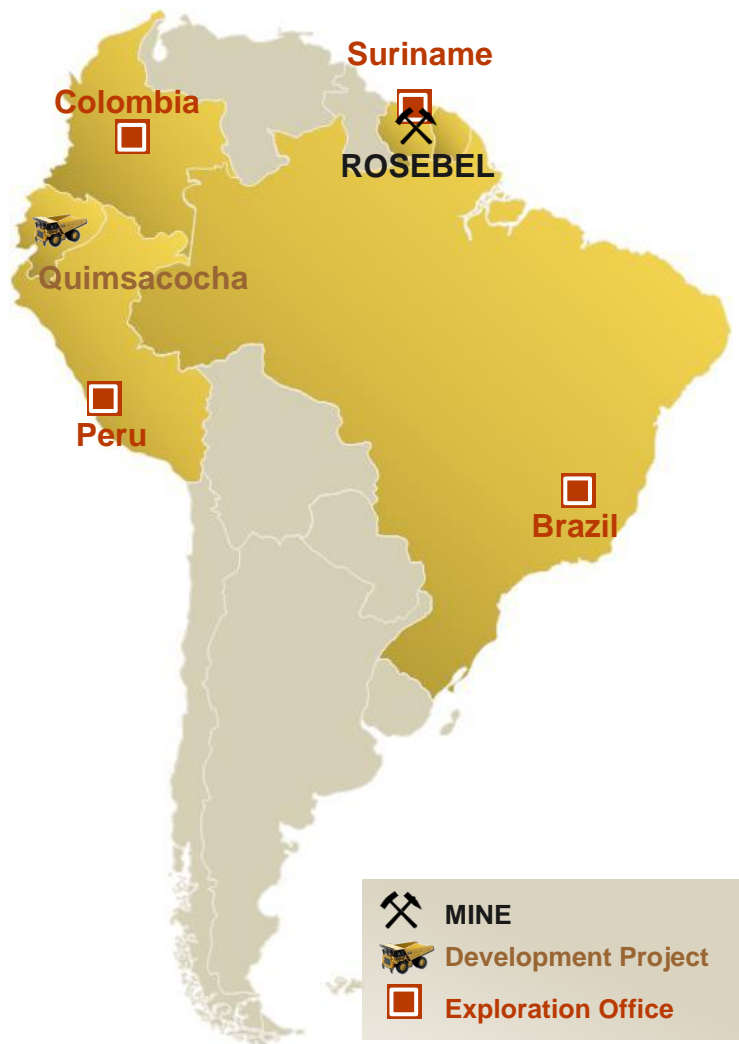 Suriname
Colombia
ROSEBEL
Quimsacocha
Peru
Brazil
MINE
Development Project
Exploration Office